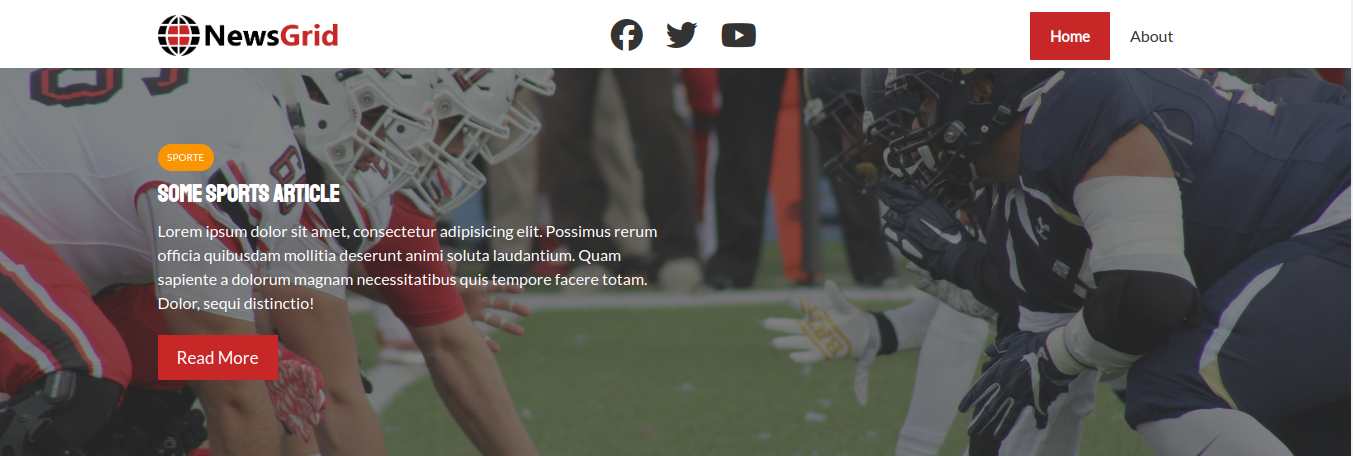 NewsGrid
Home
About
SPORTE
SOME SPORTS ARTICLE
Lorem ipsum dolor sit amet, consectetur adipisicing elit. Possimus rerum
officia quibusdam mollitia deserunt animi soluta laudantium. Quam
sapiente a dolorum magnam necessitatibus quis tempore facere totam.
Dolor, sequi distinctio!
Read More